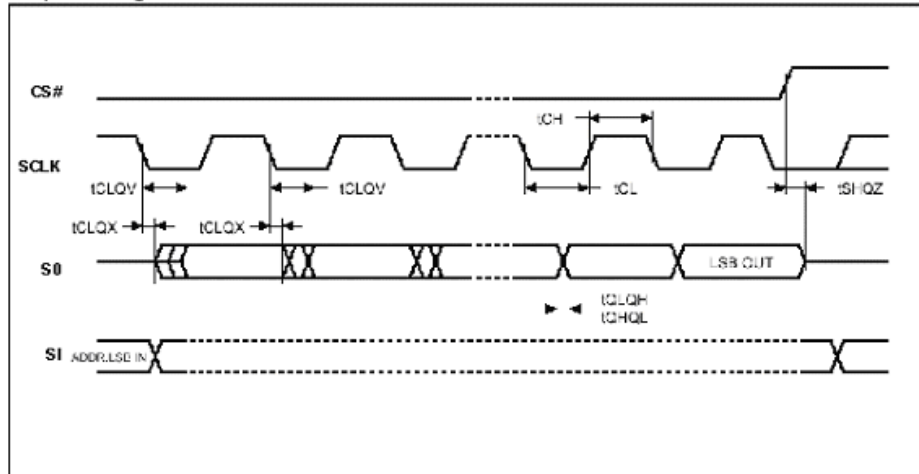 CS#
tCH
SCLK
tCLQV
tCLQV
tCL
tSHQZ
tCLQX
tCLQX
S0
LSB OUT
tQLQH
tQHQL
SI
ADDR.LSB IN